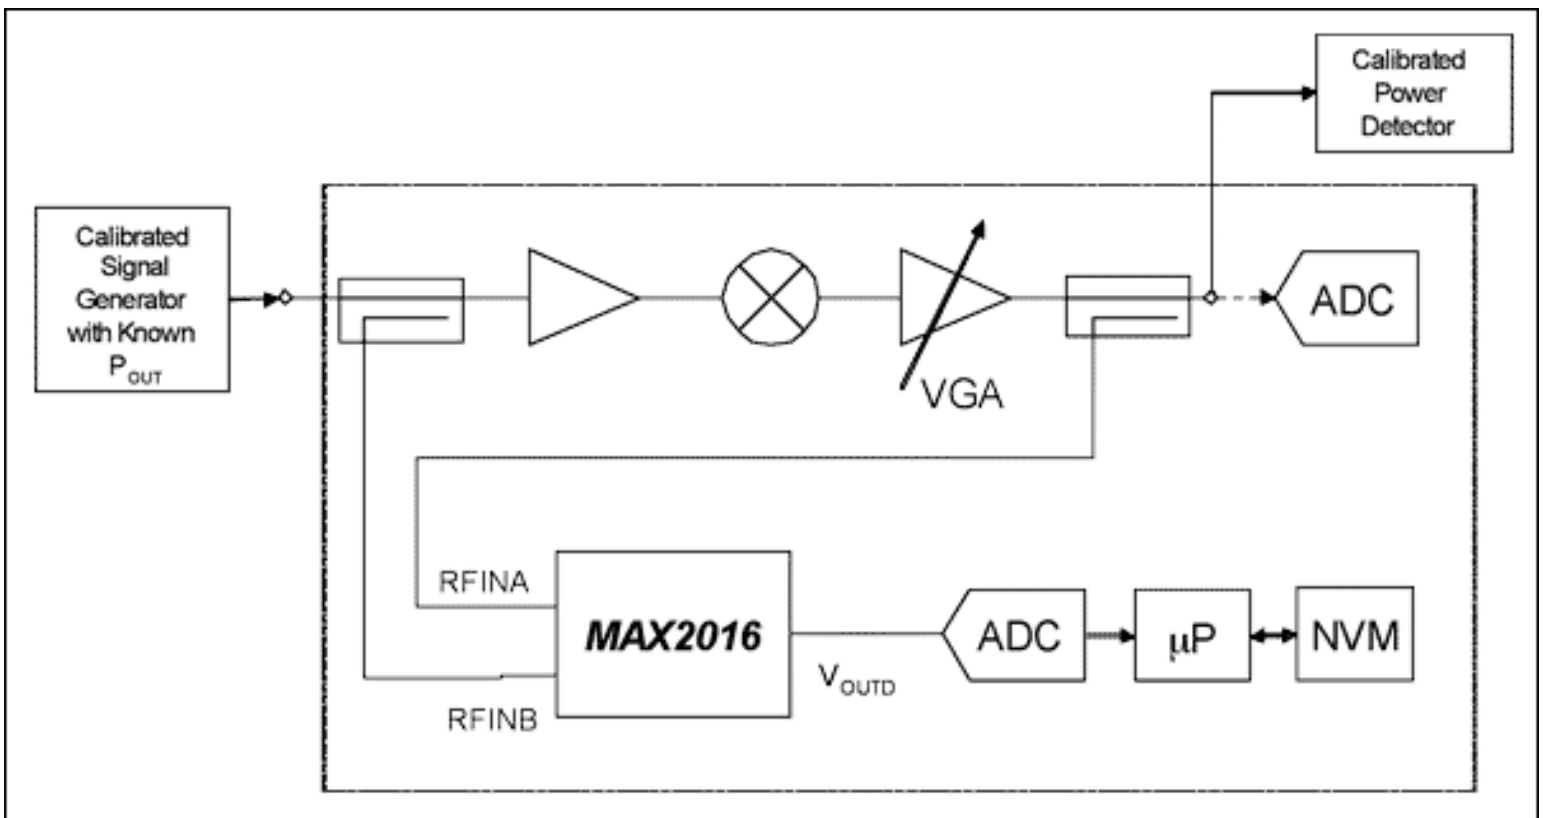 Calibrated
Power
Detector
Calibrated
Signal
Generator
with Known
POUT
ADC
VGA
RFINA
MAX2016
ADC
μP
NVM
VOUTD
RFINB